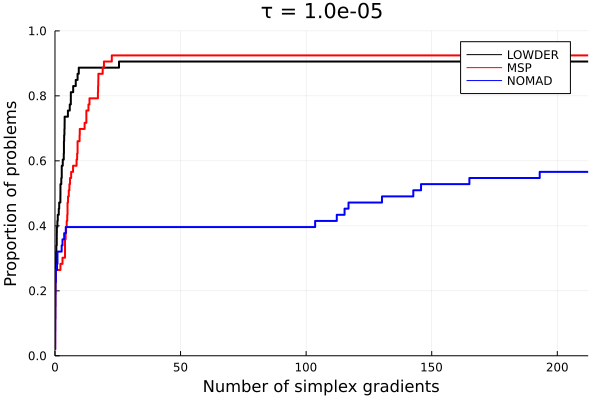 τ = 1.0e-05
Proportion of problems
1.0
0.8
0.6
0.4
0.2
0.0
LOWDER
MSP
NOMAD
0 50 100 150 200
Number of simplex gradients